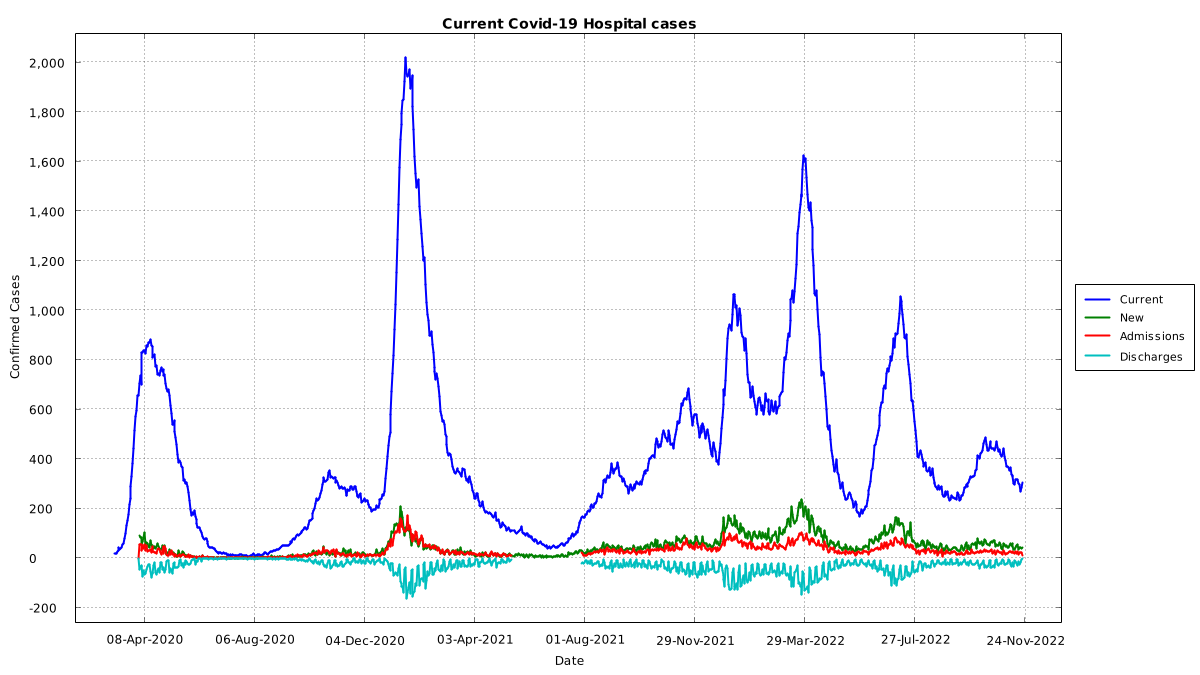 Current Covid-19 Hospital cases
Confirmed Cases
2,000
1,800
1,600
1,400
1,200
1,000
800
600
400
200
0
-200
08-Apr-2020 06-Aug-2020 04-Dec-2020 03-Apr-2021 01-Aug-2021 29-Nov-2021 29-Mar-2022 27-Jul-2022 24-Nov-2022
Date
Current
New
Admissions
Discharges